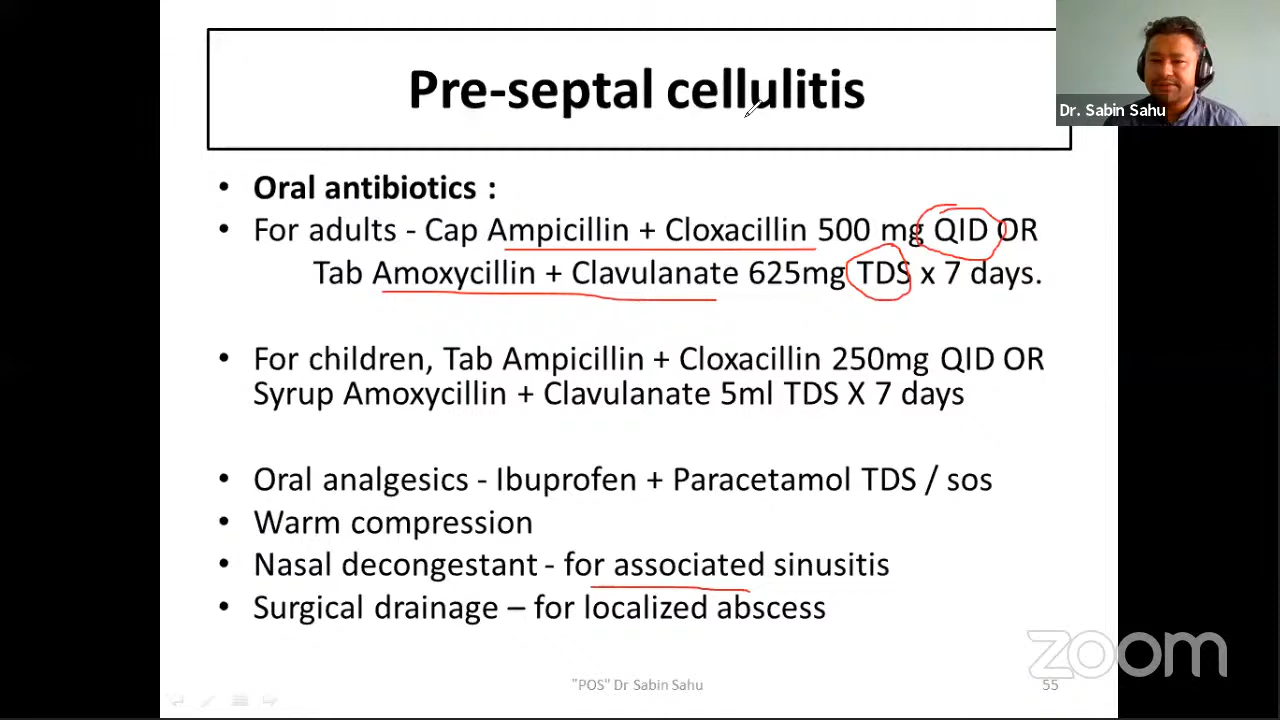 Pre-septal cellulitis
Dr. Sabin Sahu
• Oral antibiotics :
• For adults - Cap Ampicillin + Cloxacillin 500 mg QID OR
Tab Amoxycillin + Clavulanate 625mg TDS x 7 days.
• For children, Tab Ampicillin + Cloxacillin 250mg QID OR
Syrup Amoxycillin + Clavulanate 5ml TDS X 7 days
• Oral analgesics - Ibuprofen + Paracetamol TDS / sos
• Warm compression
• Nasal decongestant - for associated sinusitis
• Surgical drainage – for localized abscess
zoom
"POS" Dr Sabin Sahu
55